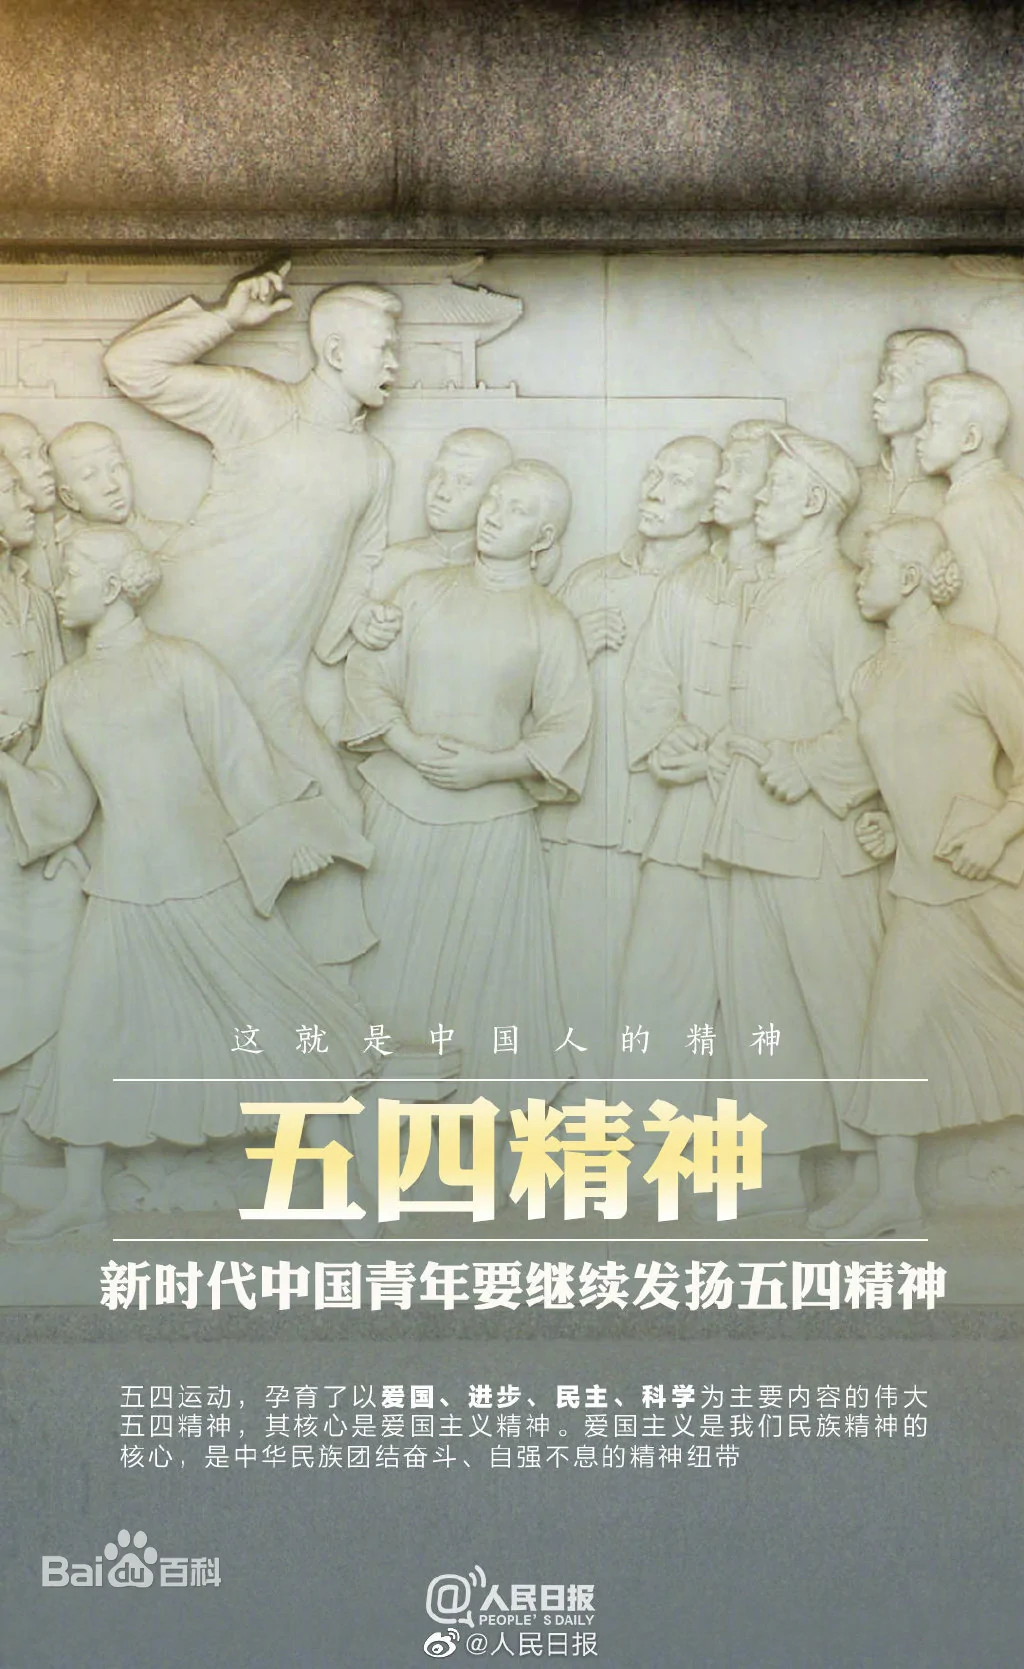 这就是中国人的精神
五四精神
新时代中国青年要继续发扬五四精神
五四运动，孕育了以爱国、进步、民主、科学为主要内容的伟大
五四精神，其核心是爱国主义精神。爱国主义是我们民族精神的
核心，是中华民族团结奋斗、自强不息的精神纽带
Bai du 百科
@人民日报
PEOPLE'S DAILY
@人民日报